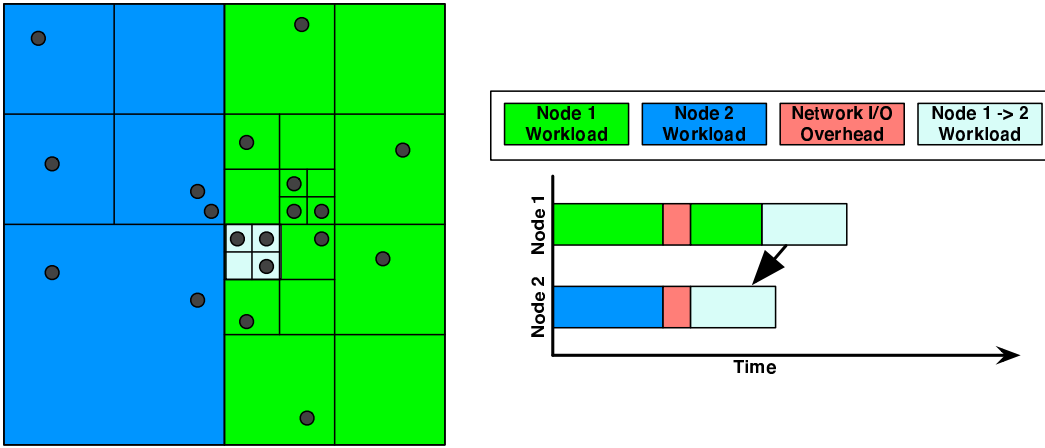 Node 1
Workload
Node 2
Workload
Network I/O
Overhead
Node 1 -> 2
Workload
Node 1
Node 2
Time